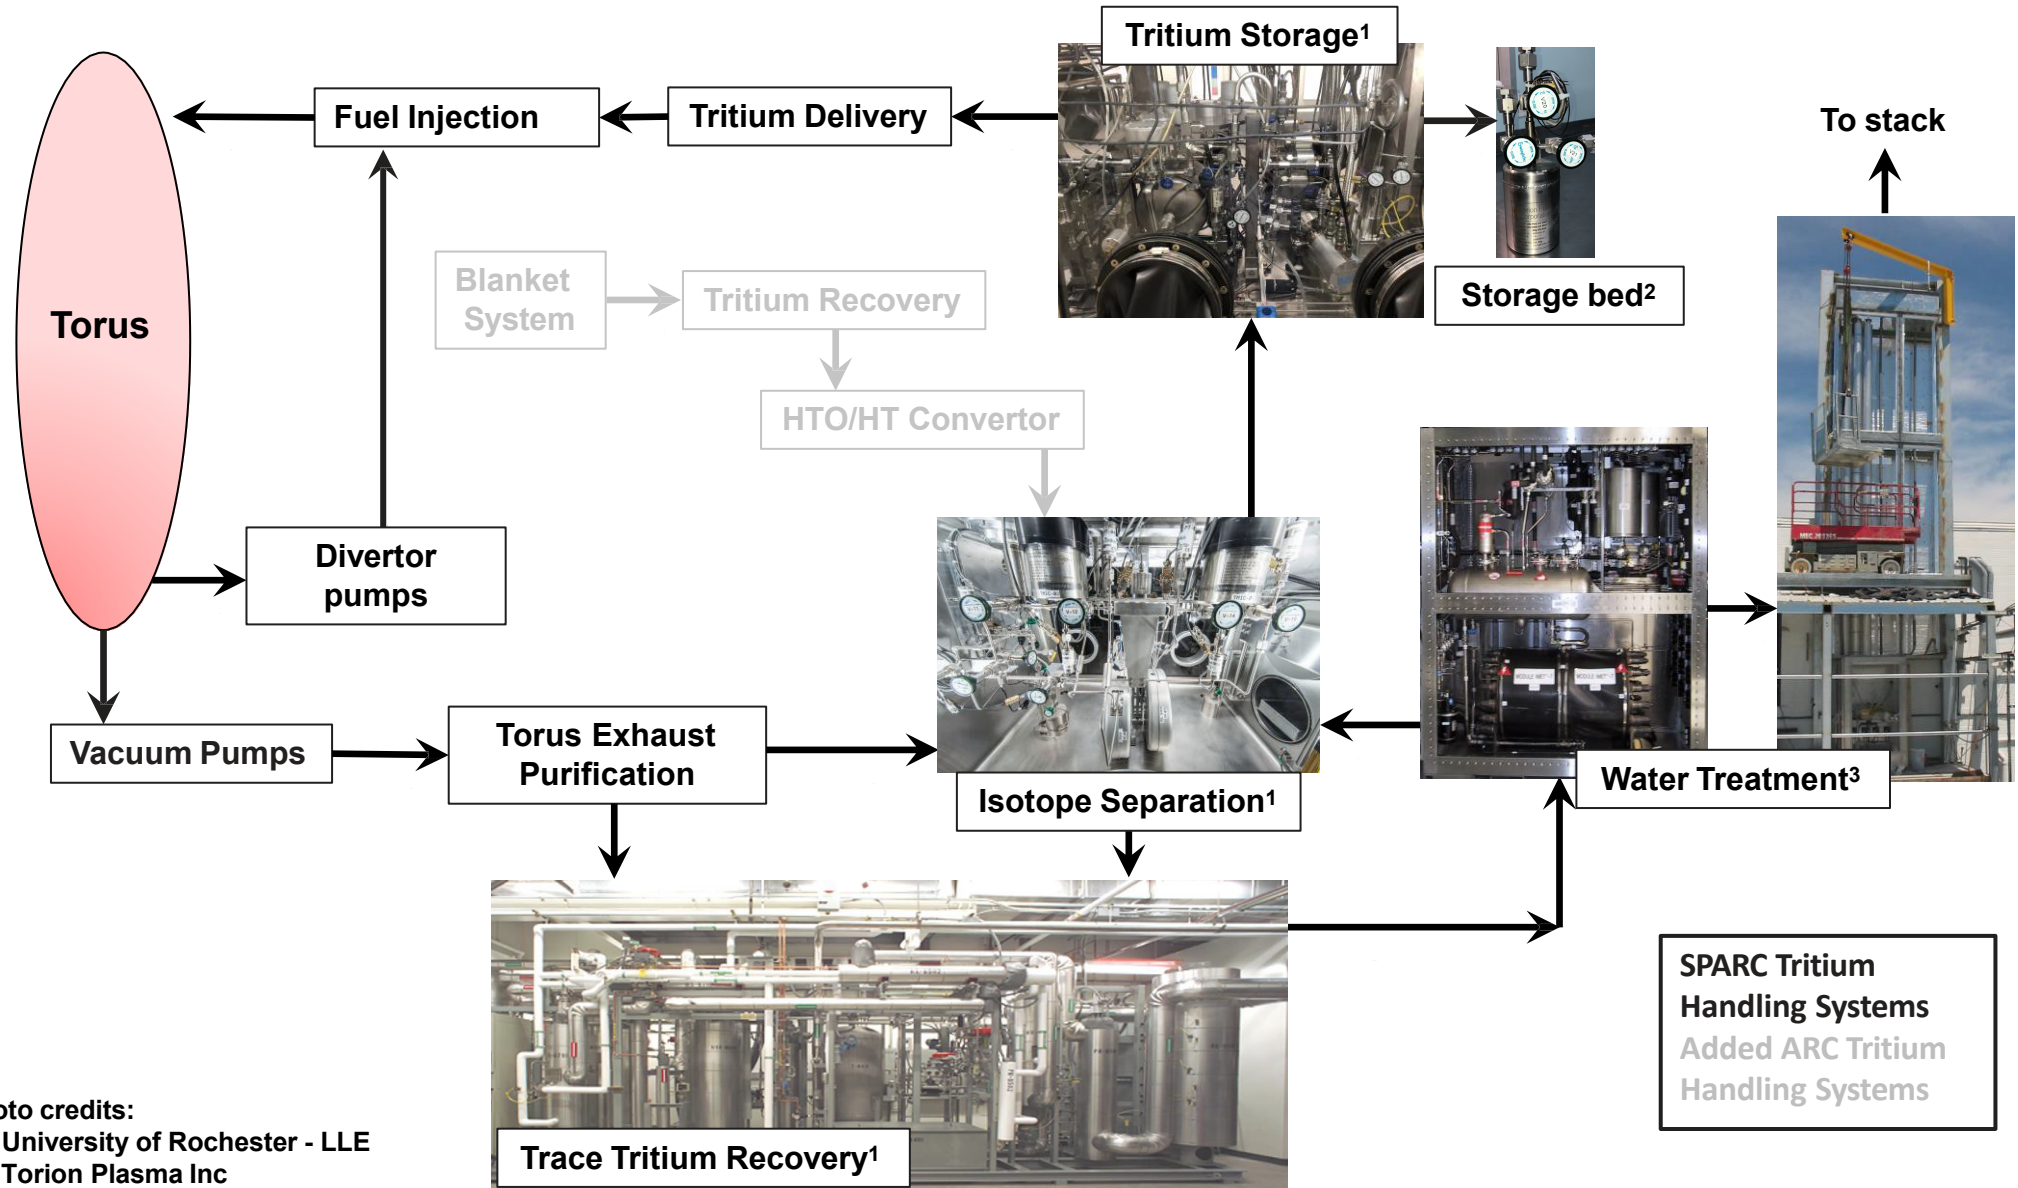 Tritium Storage¹
Fuel Injection
Tritium Delivery
To stack
Blanket
System
Tritium Recovery
Storage bed²
Torus
HTO/HT Convertor
Divertor
pumps
Vacuum Pumps
Torus Exhaust
Purification
Isotope Separation¹
Water Treatment³
SPARC Tritium
Handling Systems
Added ARC Tritium
Handling Systems
Trace Tritium Recovery¹
oto credits:
University of Rochester - LLE
Torion Plasma Inc